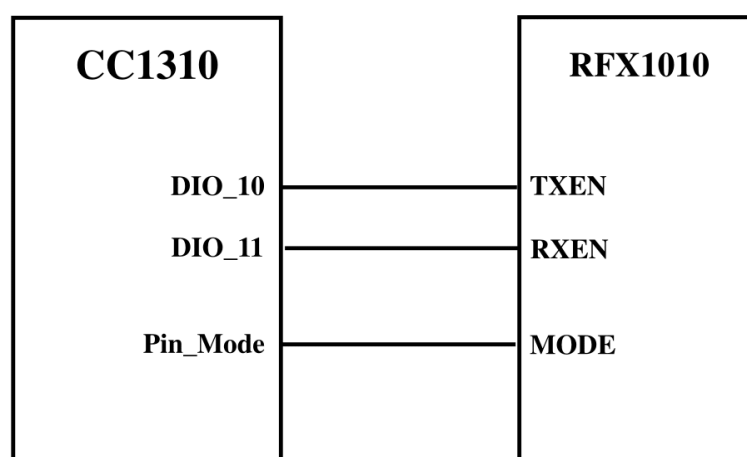 CC1310
RFX1010
DIO_10
TXEN
DIO_11
RXEN
Pin_Mode
MODE